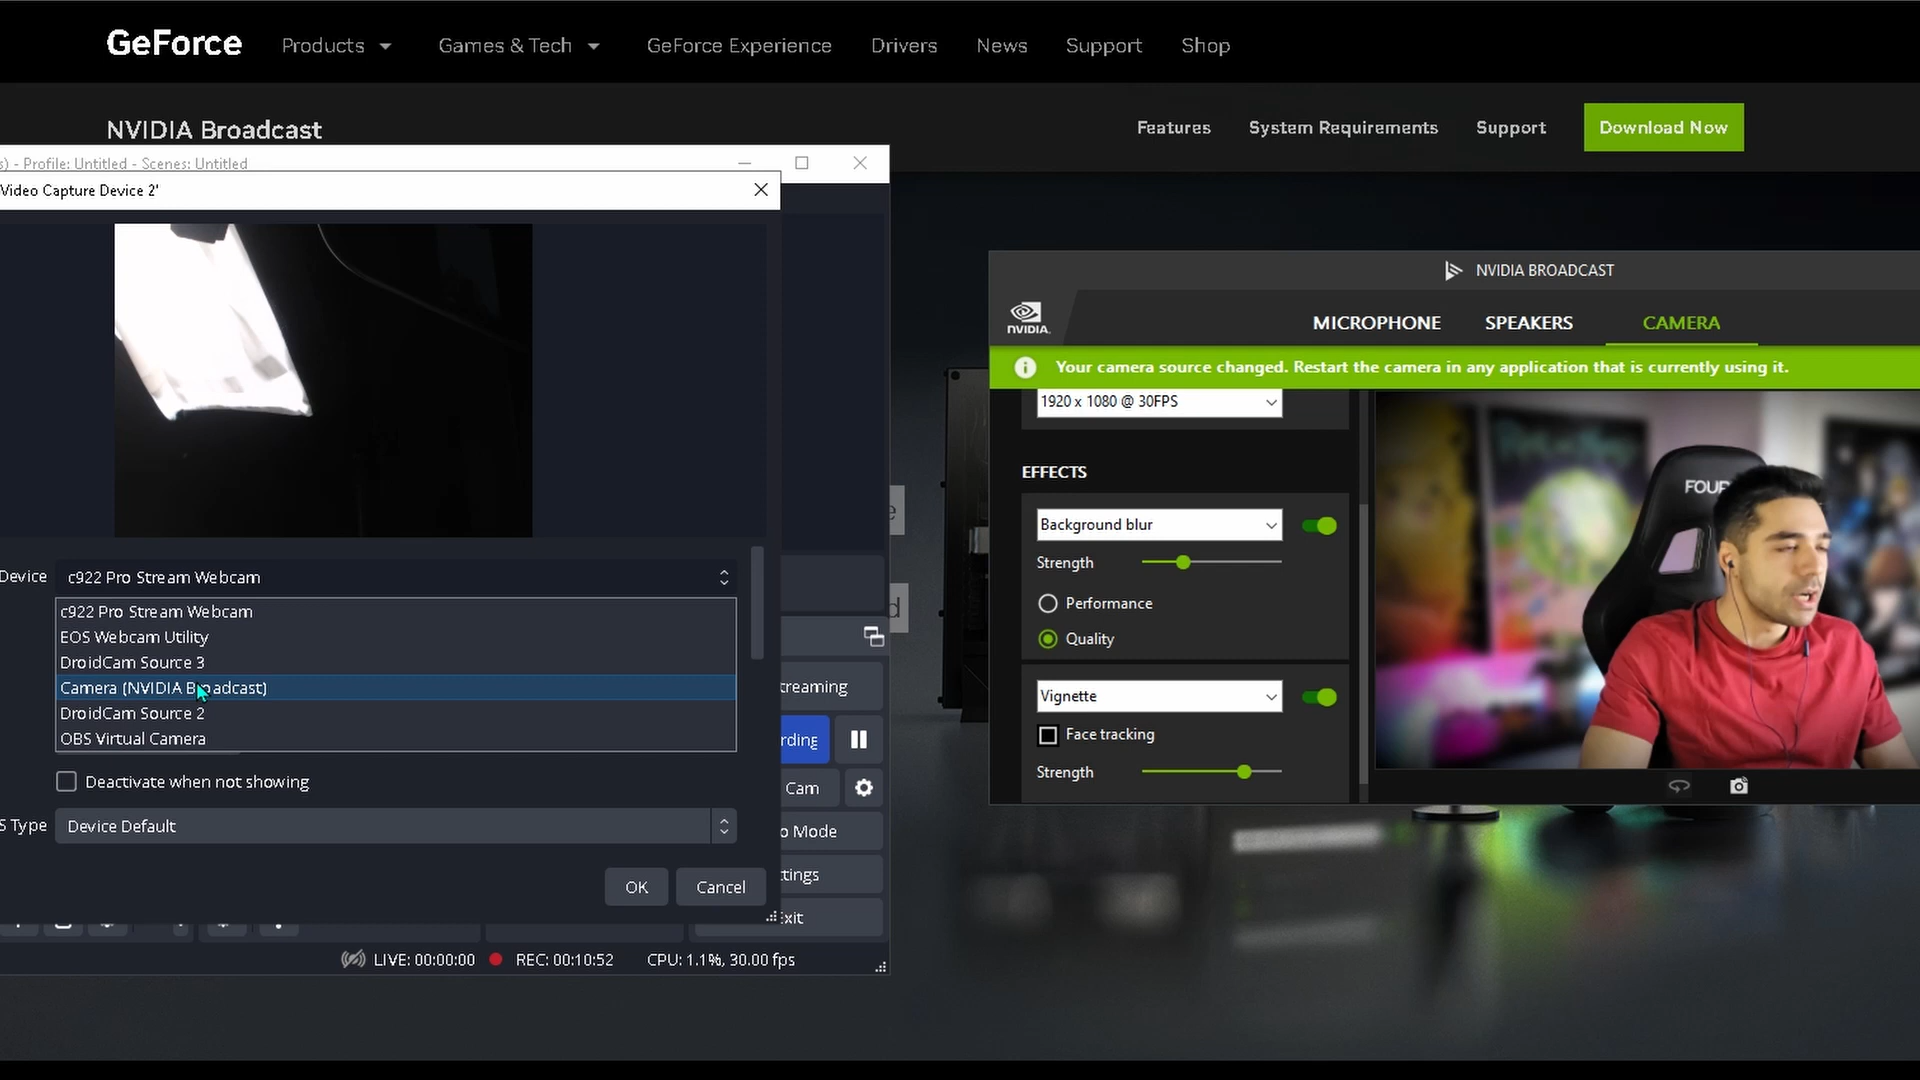 GeForce Products Games & Tech GeForce Experience Drivers News Support Shop
NVIDIA Broadcast Features System Requirements Support Download Now
s) - Profile: Untitled - Scenes: Untitled
Video Capture Device 2'
Device c922 Pro Stream Webcam
c922 Pro Stream Webcam
EOS Webcam Utility
DroidCam Source 3
Camera (NVIDIA Broadcast)
DroidCam Source 2
OBS Virtual Camera
Deactivate when not showing
S Type Device Default
OK Cancel
e
d
treaming
rding
Cam
o Mode
ttings
Exit
LIVE: 00:00:00 REC: 00:10:52 CPU: 1.1%, 30.00 fps
NVIDIA BROADCAST
NVIDIA.
MICROPHONE SPEAKERS CAMERA
Your camera source changed. Restart the camera in any application that is currently using it.
1920 x 1080 @ 30FPS
EFFECTS
Background blur
Strength
Performance
Quality
Vignette
Face tracking
Strength
FOUR